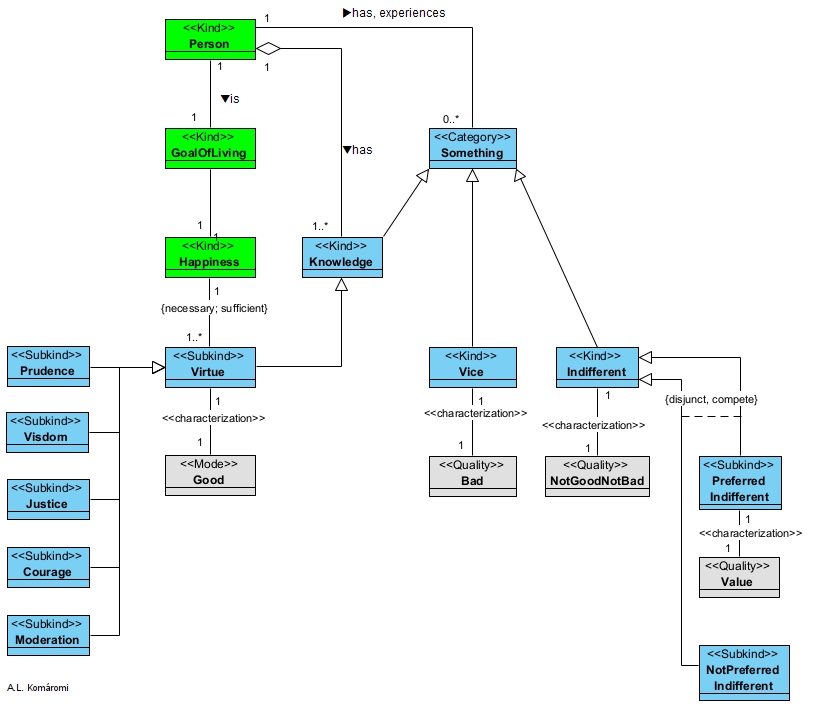 1
▶has, experiences
<<Kind>>
Person
1
1
▼is
1
0..*
<<Kind>>
GoalOfLiving
▼has
<<Category>>
Something
1
1
1..*
<<Kind>>
Happiness
<<Kind>>
Knowledge
1
{necessary; sufficient}
1..*
<<Subkind>>
Prudence
<<Subkind>>
Virtue
<<Kind>>
Vice
<<Kind>>
Indifferent
1
<<characterization>>
1
1
<<characterization>>
1
1
<<characterization>>
1
{disjunct, compete}
<<Subkind>>
Visdom
<<Mode>>
Good
<<Quality>>
Bad
<<Quality>>
NotGoodNotBad
<<Subkind>>
Preferred
Indifferent
<<Subkind>>
Justice
1
<<characterization>>
1
<<Subkind>>
Courage
<<Quality>>
Value
<<Subkind>>
Moderation
<<Subkind>>
NotPreferred
Indifferent
A.L. Komáromi